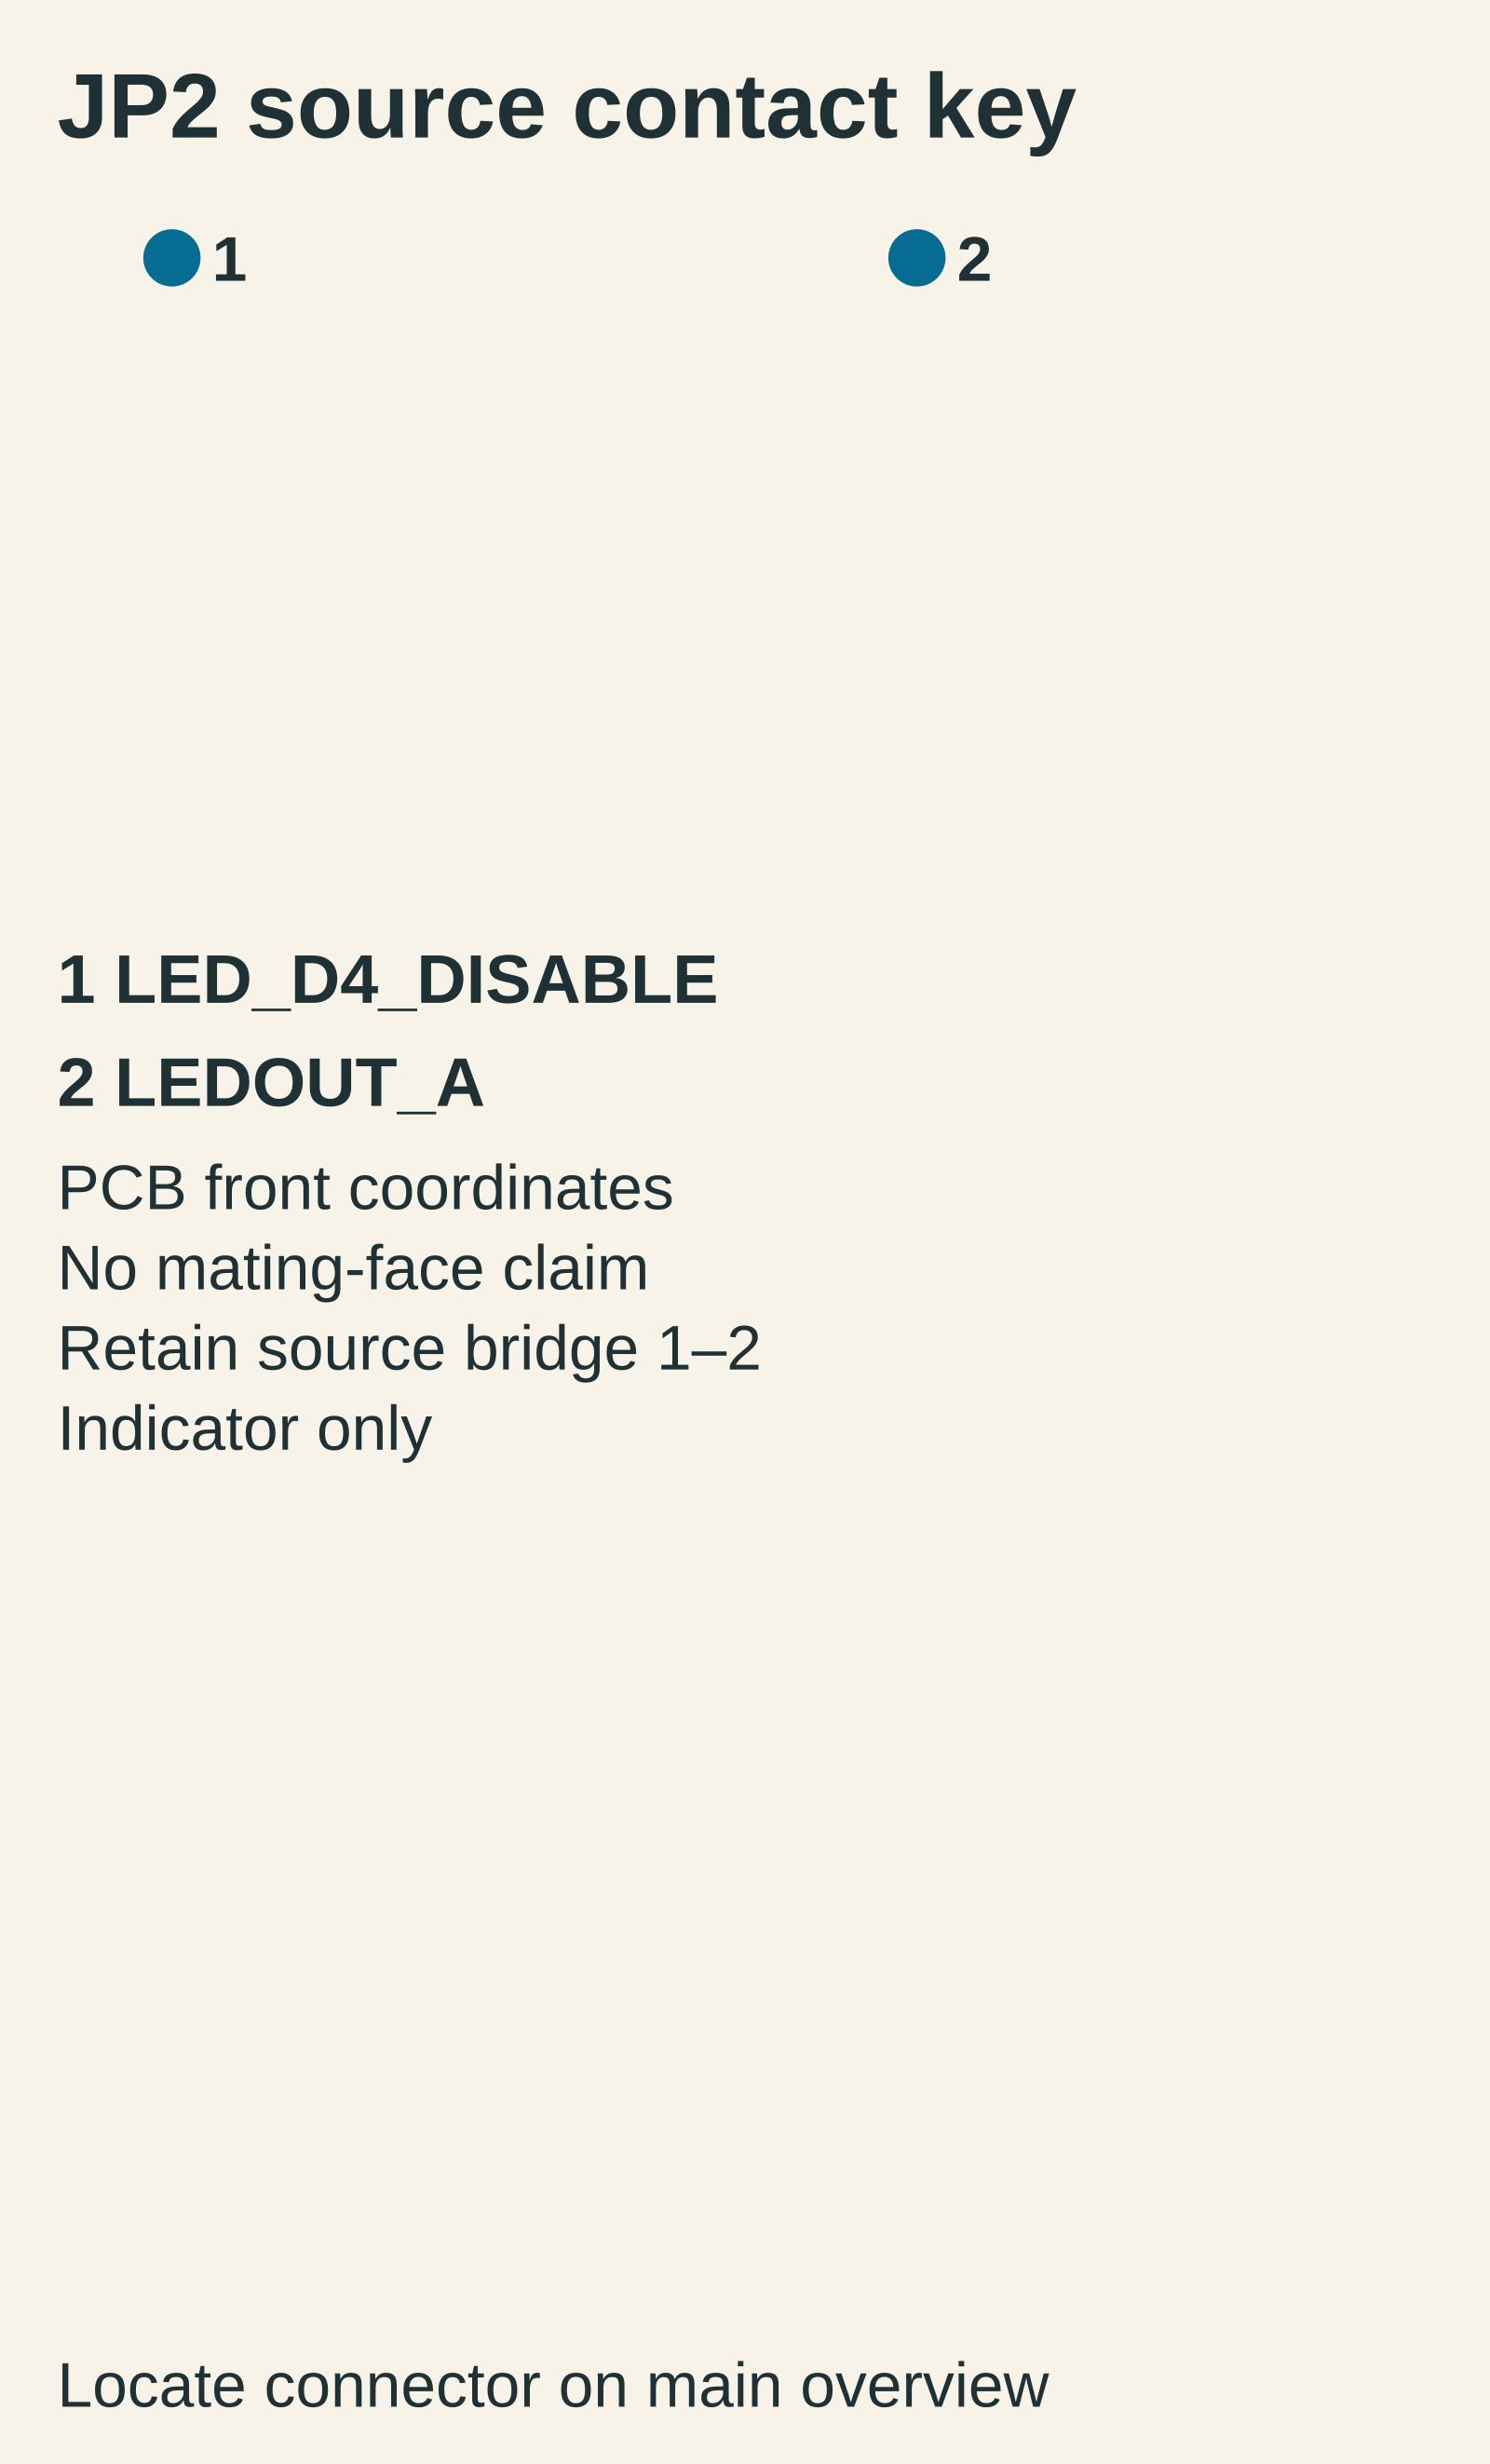 JP2 source contact key
1 2
1 LED_D4_DISABLE
2 LEDOUT_A
PCB front coordinates
No mating-face claim
Retain source bridge 1–2
Indicator only
Locate connector on main overview